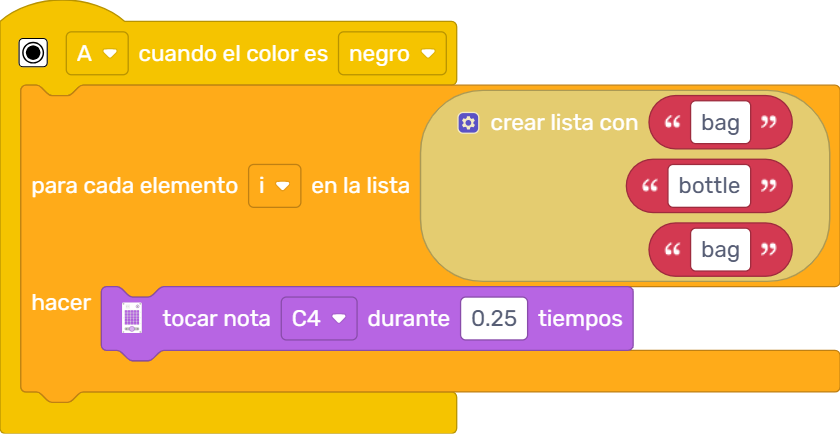 A cuando el color es negro
crear lista con “ bag ”
para cada elemento i en la lista “ bottle ”
“ bag ”
hacer
tocar nota C4 durante 0.25 tiempos